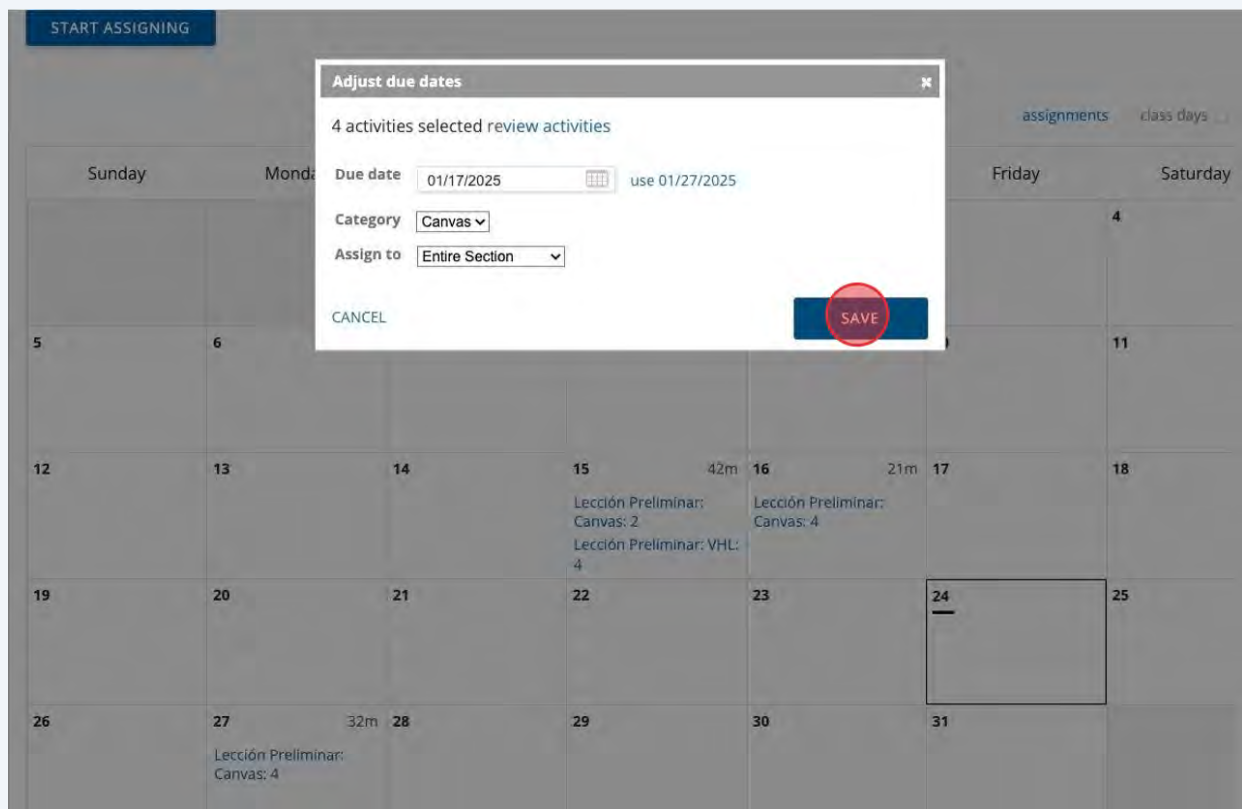 START ASSIGNING
Adjust due dates
4 activities selected review activities
assignments class days
Sunday
Friday
Saturday
Due date 01/17/2025 use 01/27/2025
Category Canvas
Assign to Entire Section
CANCEL
SAVE
4
5
6
11
12
13
14
15 42m
Lección Preliminar:
Canvas: 2
Lección Preliminar: VHL:
4
16 21m
Lección Preliminar:
Canvas: 4
17
18
19
20
21
22
23
24
25
26
27 32m
Lección Preliminar:
Canvas: 4
28
29
30
31